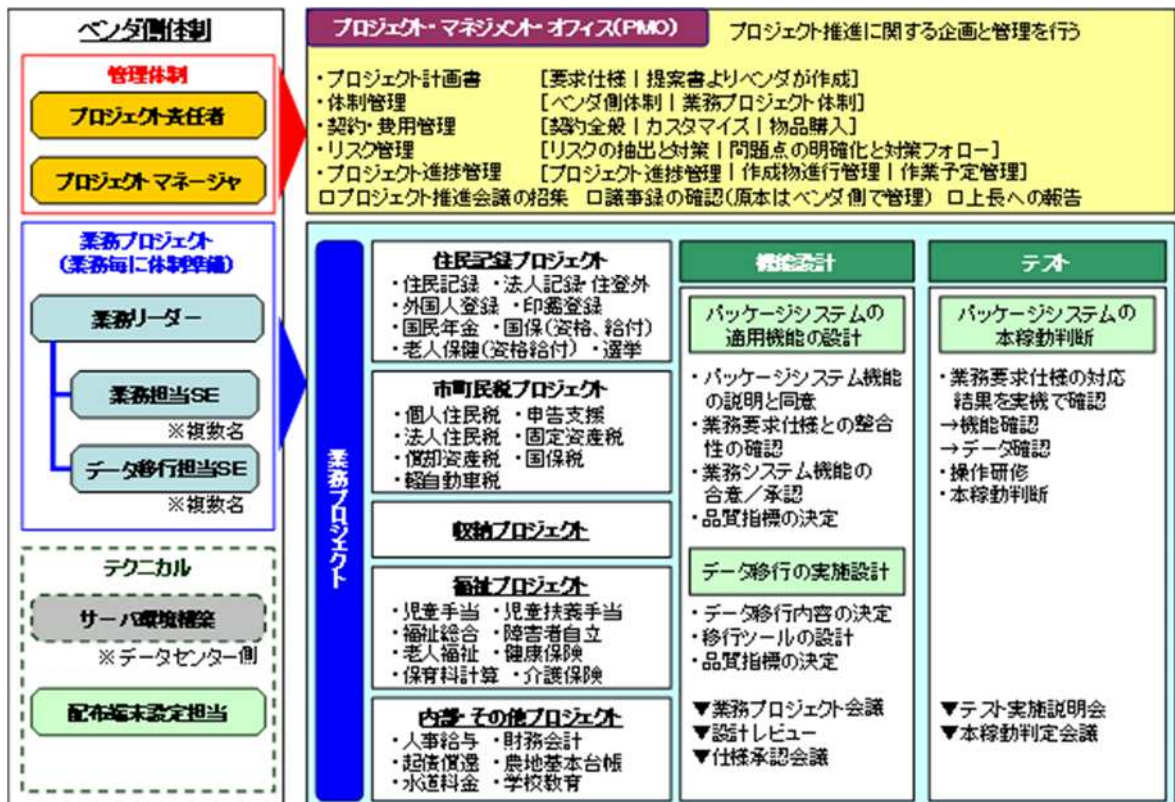 ベンダ側体制
管理体制
プロジェクト責任者
プロジェクトマネージャ
業務プロジェクト
(業務毎に体制準備)
業務リーダー
業務担当SE
※複数名
データ移行担当SE
※複数名
テクニカル
サーバ環境構築
※データセンター側
配布端末設定担当
プロジェクト・マネジメント・オフィス(PMO)
プロジェクト推進に関する企画と管理を行う
・プロジェクト計画書 [要求仕様|提案書よりベンダが作成]
・体制管理 [ベンダ側体制|業務プロジェクト体制]
・契約・費用管理 [契約全般|カスタマイズ|物品購入]
・リスク管理 [リスクの抽出と対策|問題点の明確化と対策フォロー]
・プロジェクト進捗管理 [プロジェクト進捗管理|作成物進行管理|作業予定管理]
□プロジェクト推進会議の招集 □議事録の確認(原本はベンダ側で管理) □上長への報告
業務プロジェクト
住民記録プロジェクト
・住民記録 ・法人記録・住登外
・外国人登録 ・印鑑登録
・国民年金 ・国保(資格、給付)
・老人保健(資格給付) ・選挙
市町民税プロジェクト
・個人住民税 ・申告支援
・法人住民税 ・固定資産税
・償却資産税 ・国保税
・軽自動車税
収納プロジェクト
福祉プロジェクト
・児童手当 ・児童扶養手当
・福祉総合 ・障害者自立
・老人福祉 ・健康保険
・保育料計算 ・介護保険
内部・その他プロジェクト
・人事給与 ・財務会計
・起債償還 ・農地基本台帳
・水道料金 ・学校教育
機能設計
パッケージシステムの
適用機能の設計
・パッケージシステム機能
の説明と同意
・業務要求仕様との整合
性の確認
・業務システム機能の
合意／承認
・品質指標の決定
データ移行の実施設計
・データ移行内容の決定
・移行ツールの設計
・品質指標の決定
▼業務プロジェクト会議
▼設計レビュー
▼仕様承認会議
テスト
パッケージシステムの
本稼動判断
・業務要求仕様の対応
結果を実機で確認
→機能確認
→データ確認
・操作研修
・本稼動判断
▼テスト実施説明会
▼本稼動判定会議